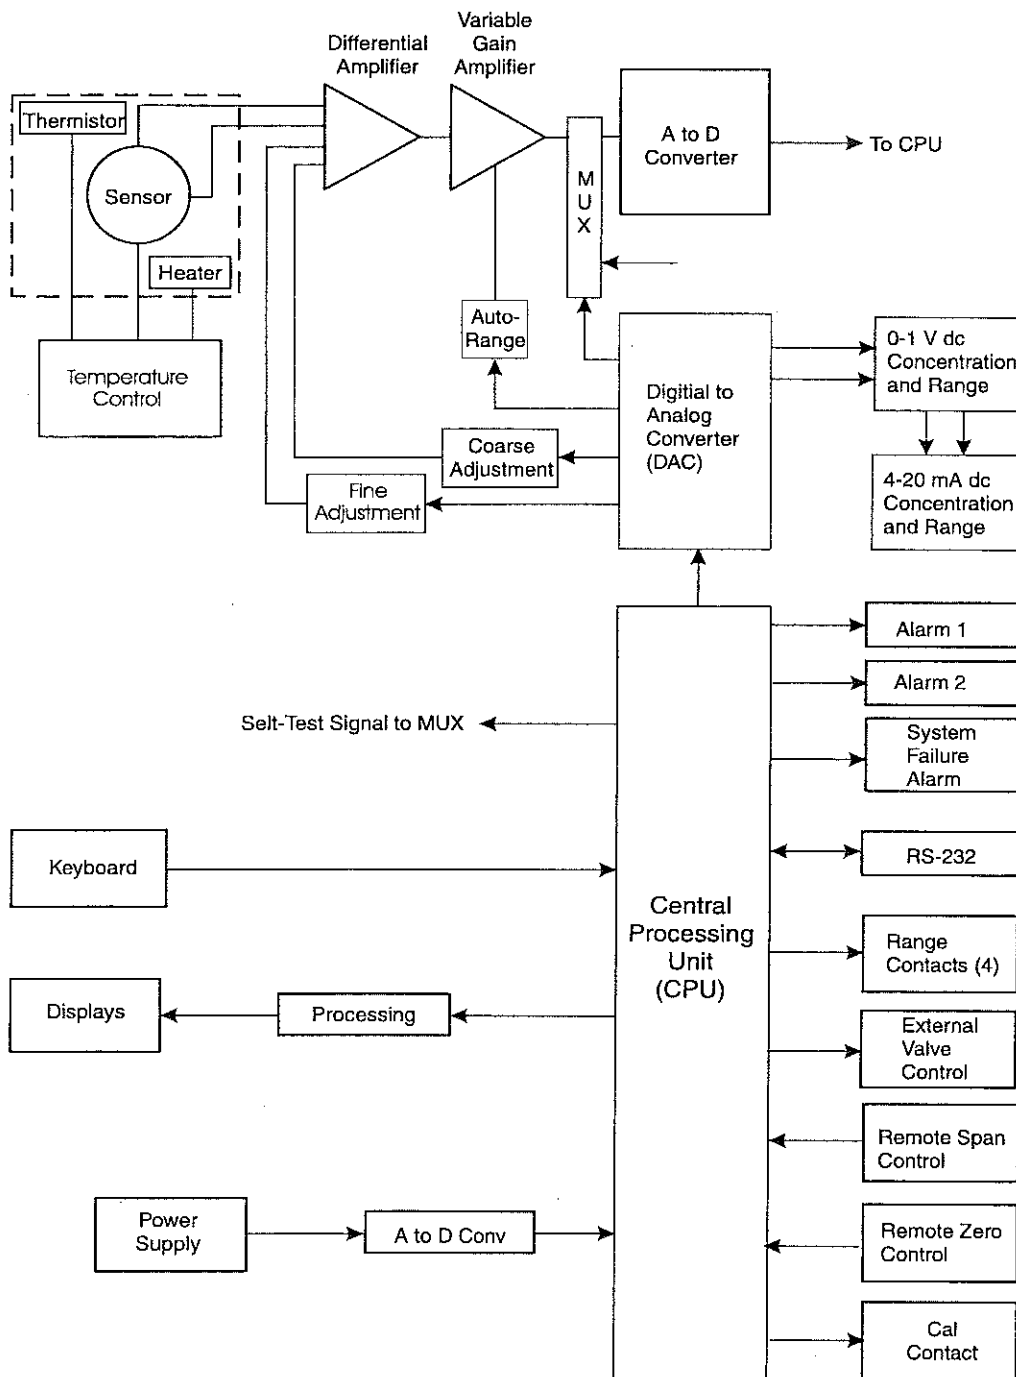 Differential
Amplifier
Variable
Gain
Amplifier
Thermistor
Sensor
Heater
Temperature
Control
M
U
X
A to D
Converter
To CPU
Auto-
Range
Digitial to
Analog
Converter
(DAC)
0-1 V dc
Concentration
and Range
4-20 mA dc
Concentration
and Range
Coarse
Adjustment
Fine
Adjustment
Central
Processing
Unit
(CPU)
Alarm 1
Alarm 2
System
Failure
Alarm
Selt-Test Signal to MUX
Keyboard
RS-232
Range
Contacts (4)
Displays
Processing
External
Valve
Control
Remote Span
Control
Power
Supply
A to D Conv
Remote Zero
Control
Cal
Contact